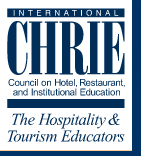 INTERNATIONAL
CHRIE
Council on Hotel, Restaurant,
and Institutional Education
The Hospitality &
Tourism Educators